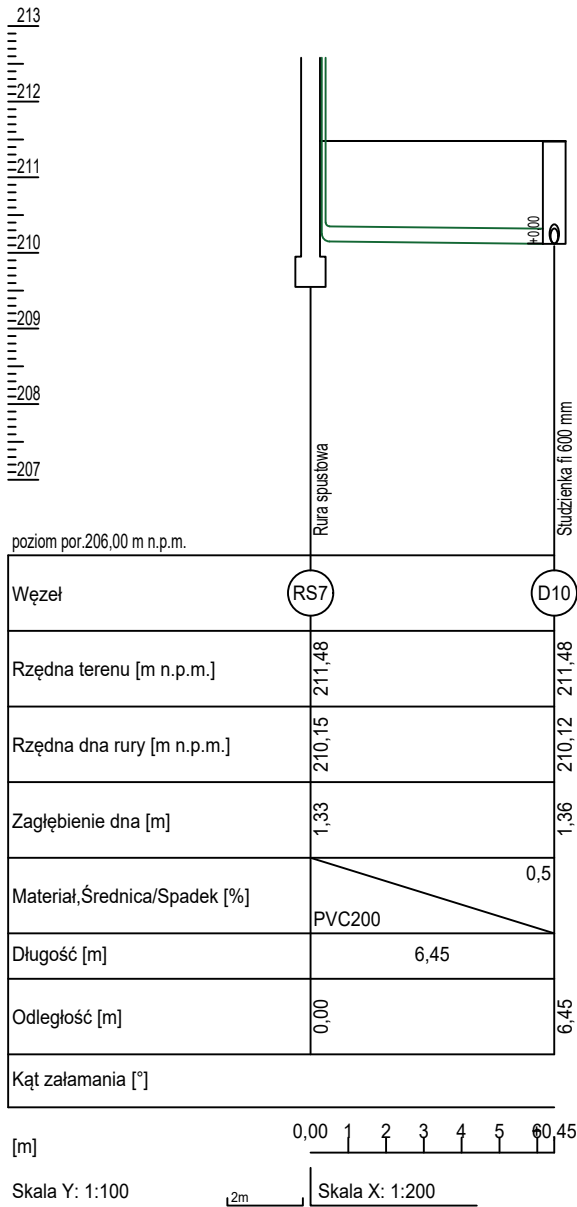 213
212
211
210
209
208
207
+0,00
Rura spustowa
Studzienka fi 600 mm
poziom por.206,00 m n.p.m.
Węzeł RS7 D10
Rzędna terenu [m n.p.m.] 211,48 211,48
Rzędna dna rury [m n.p.m.] 210,15 210,12
Zagłębienie dna [m] 1,33 1,36
Materiał,Średnica/Spadek [%] PVC200 0,5
Długość [m] 6,45
Odległość [m] 0,00 6,45
Kąt załamania [°]
[m] 0,00 1 2 3 4 5
Skala Y: 1:100 2m Skala X: 1:200